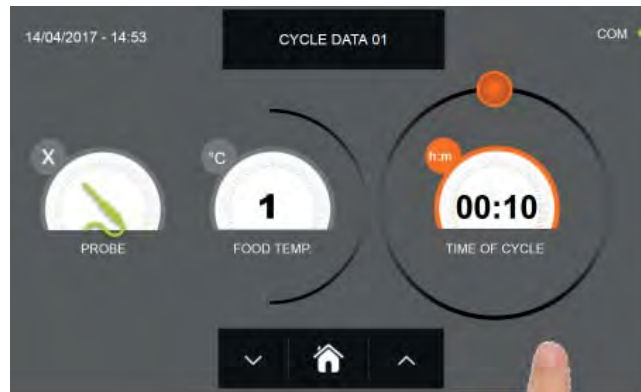 14/04/2017 - 14:53
CYCLE DATA 01
COM
X
PROBE
°C
1
FOOD TEMP.
h:m
00:10
TIME OF CYCLE